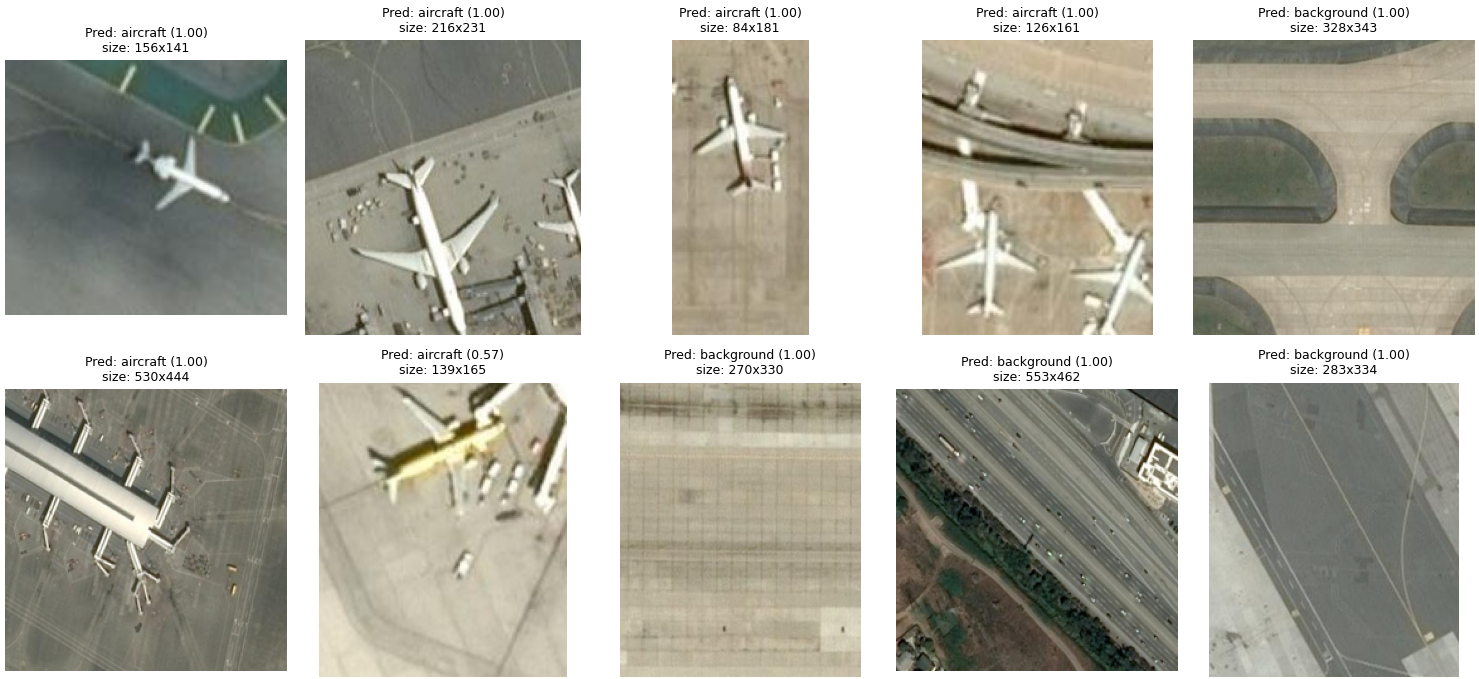 Pred: aircraft (1.00)
size: 156x141
Pred: aircraft (1.00)
size: 216x231
Pred: aircraft (1.00)
size: 84x181
Pred: aircraft (1.00)
size: 126x161
Pred: background (1.00)
size: 328x343
Pred: aircraft (1.00)
size: 530x444
Pred: aircraft (0.57)
size: 139x165
Pred: background (1.00)
size: 270x330
Pred: background (1.00)
size: 553x462
Pred: background (1.00)
size: 283x334